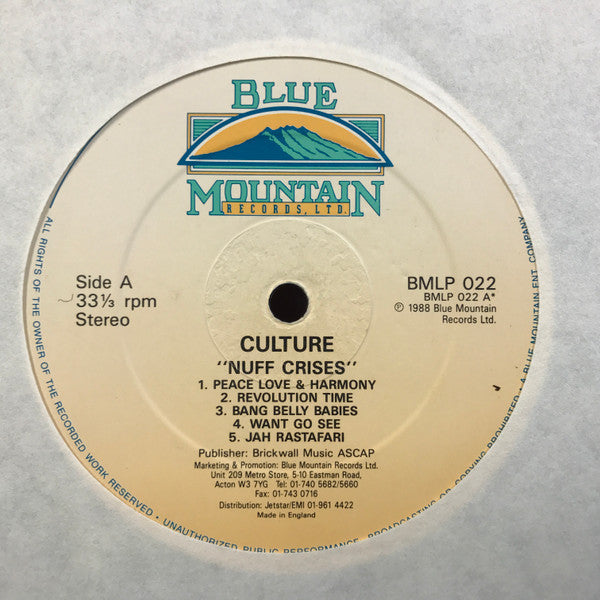 BLUE
MOUNTAIN
RECORDS, LTD.
Side A
33⅓ rpm
Stereo
BMLP 022
BMLP 022 A*
℗ 1988 Blue Mountain
Records Ltd.
CULTURE
"NUFF CRISES"
1. PEACE LOVE & HARMONY
2. REVOLUTION TIME
3. BANG BELLY BABIES
4. WANT GO SEE
5. JAH RASTAFARI
Publisher: Brickwall Music ASCAP
Marketing & Promotion: Blue Mountain Records Ltd.
Unit 209 Metro Store, 5-10 Eastman Road,
Acton W3 7YG Tel: 01-740 5682/5660
Fax: 01-743 0716
Distribution: Jetstar/EMI 01-961 4422
Made in England
ALL RIGHTS OF THE OWNER OF THE RECORDED WORK RESERVED • UNAUTHORIZED PUBLIC PERFORMANCE, BROADCASTING OR COPYING PROHIBITED. A BLUE MOUNTAIN ENT. COMPANY